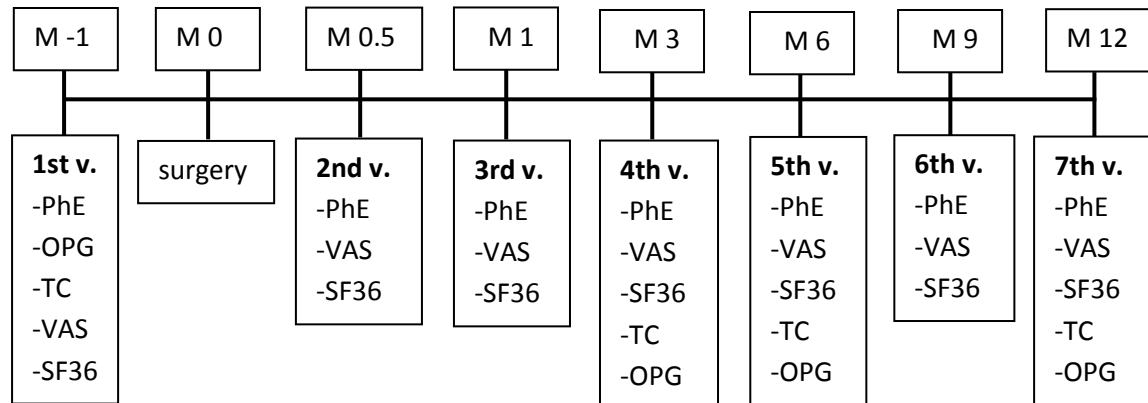 M -1
M 0
M 0.5
M 1
M 3
M 6
M 9
M 12
1st v.
-PhE
-OPG
-TC
-VAS
-SF36
surgery
2nd v.
-PhE
-VAS
-SF36
3rd v.
-PhE
-VAS
-SF36
4th v.
-PhE
-VAS
-SF36
-TC
-OPG
5th v.
-PhE
-VAS
-SF36
-TC
-OPG
6th v.
-PhE
-VAS
-SF36
7th v.
-PhE
-VAS
-SF36
-TC
-OPG